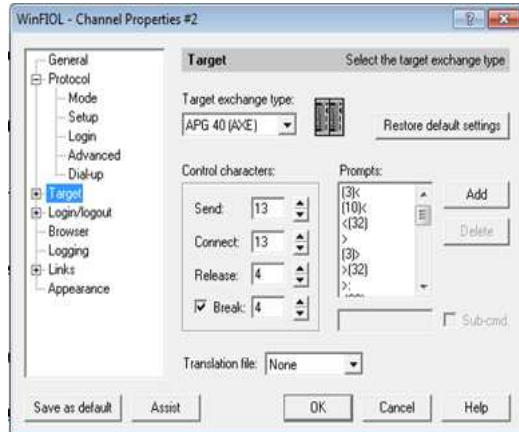 WinFIOL - Channel Properties #2
General
Protocol
Mode
Setup
Login
Advanced
Dial-up
Target
Login/logout
Browser
Logging
Links
Appearance
Target Select the target exchange type
Target exchange type:
APG 40 (AXE)
Restore default settings
Control characters:
Send: 13
Connect: 13
Release: 4
Break: 4
Prompts:
(3)<
(10)<
<(32)
>
(3)>
>(32)
>;
Add
Delete
Sub-cmd
Translation file: None
Save as default Assist OK Cancel Help